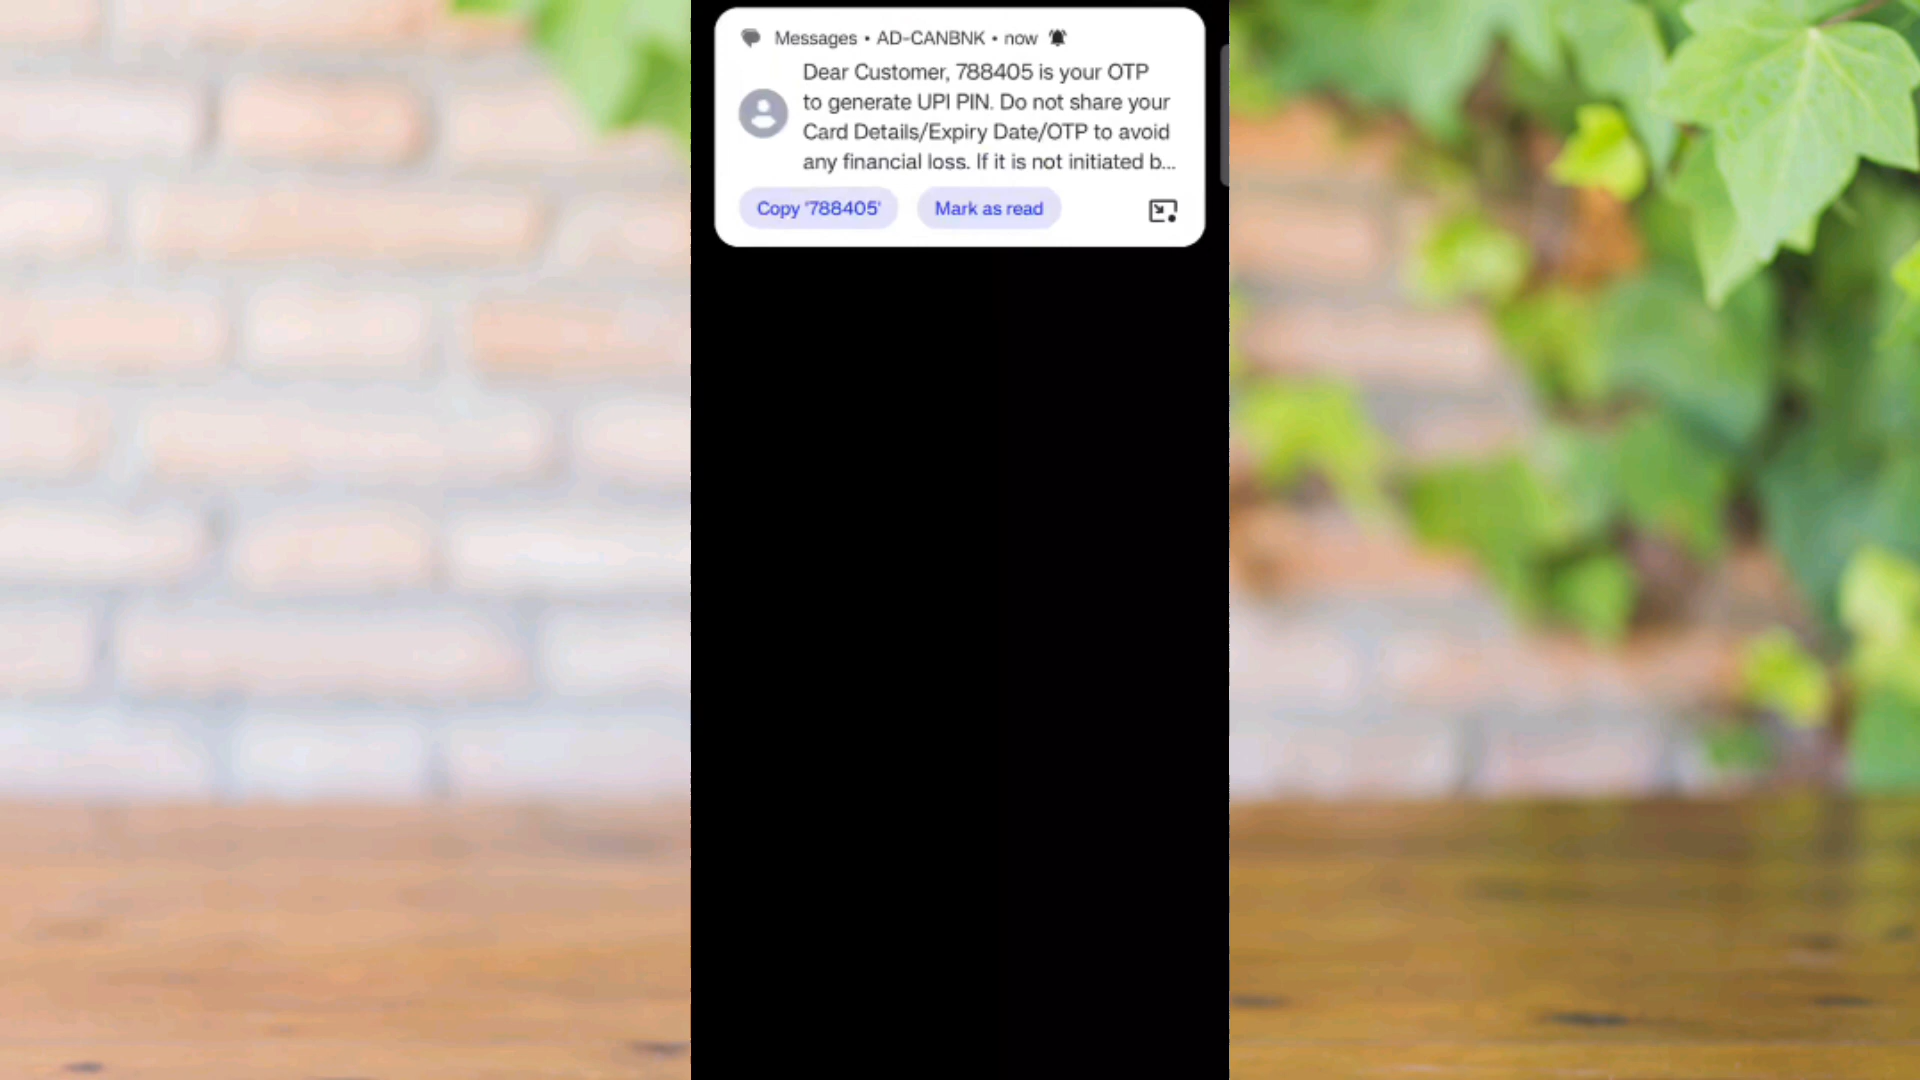 Messages • AD-CANBNK • now
Dear Customer, 788405 is your OTP
to generate UPI PIN. Do not share your
Card Details/Expiry Date/OTP to avoid
any financial loss. If it is not initiated b...
Copy '788405'
Mark as read